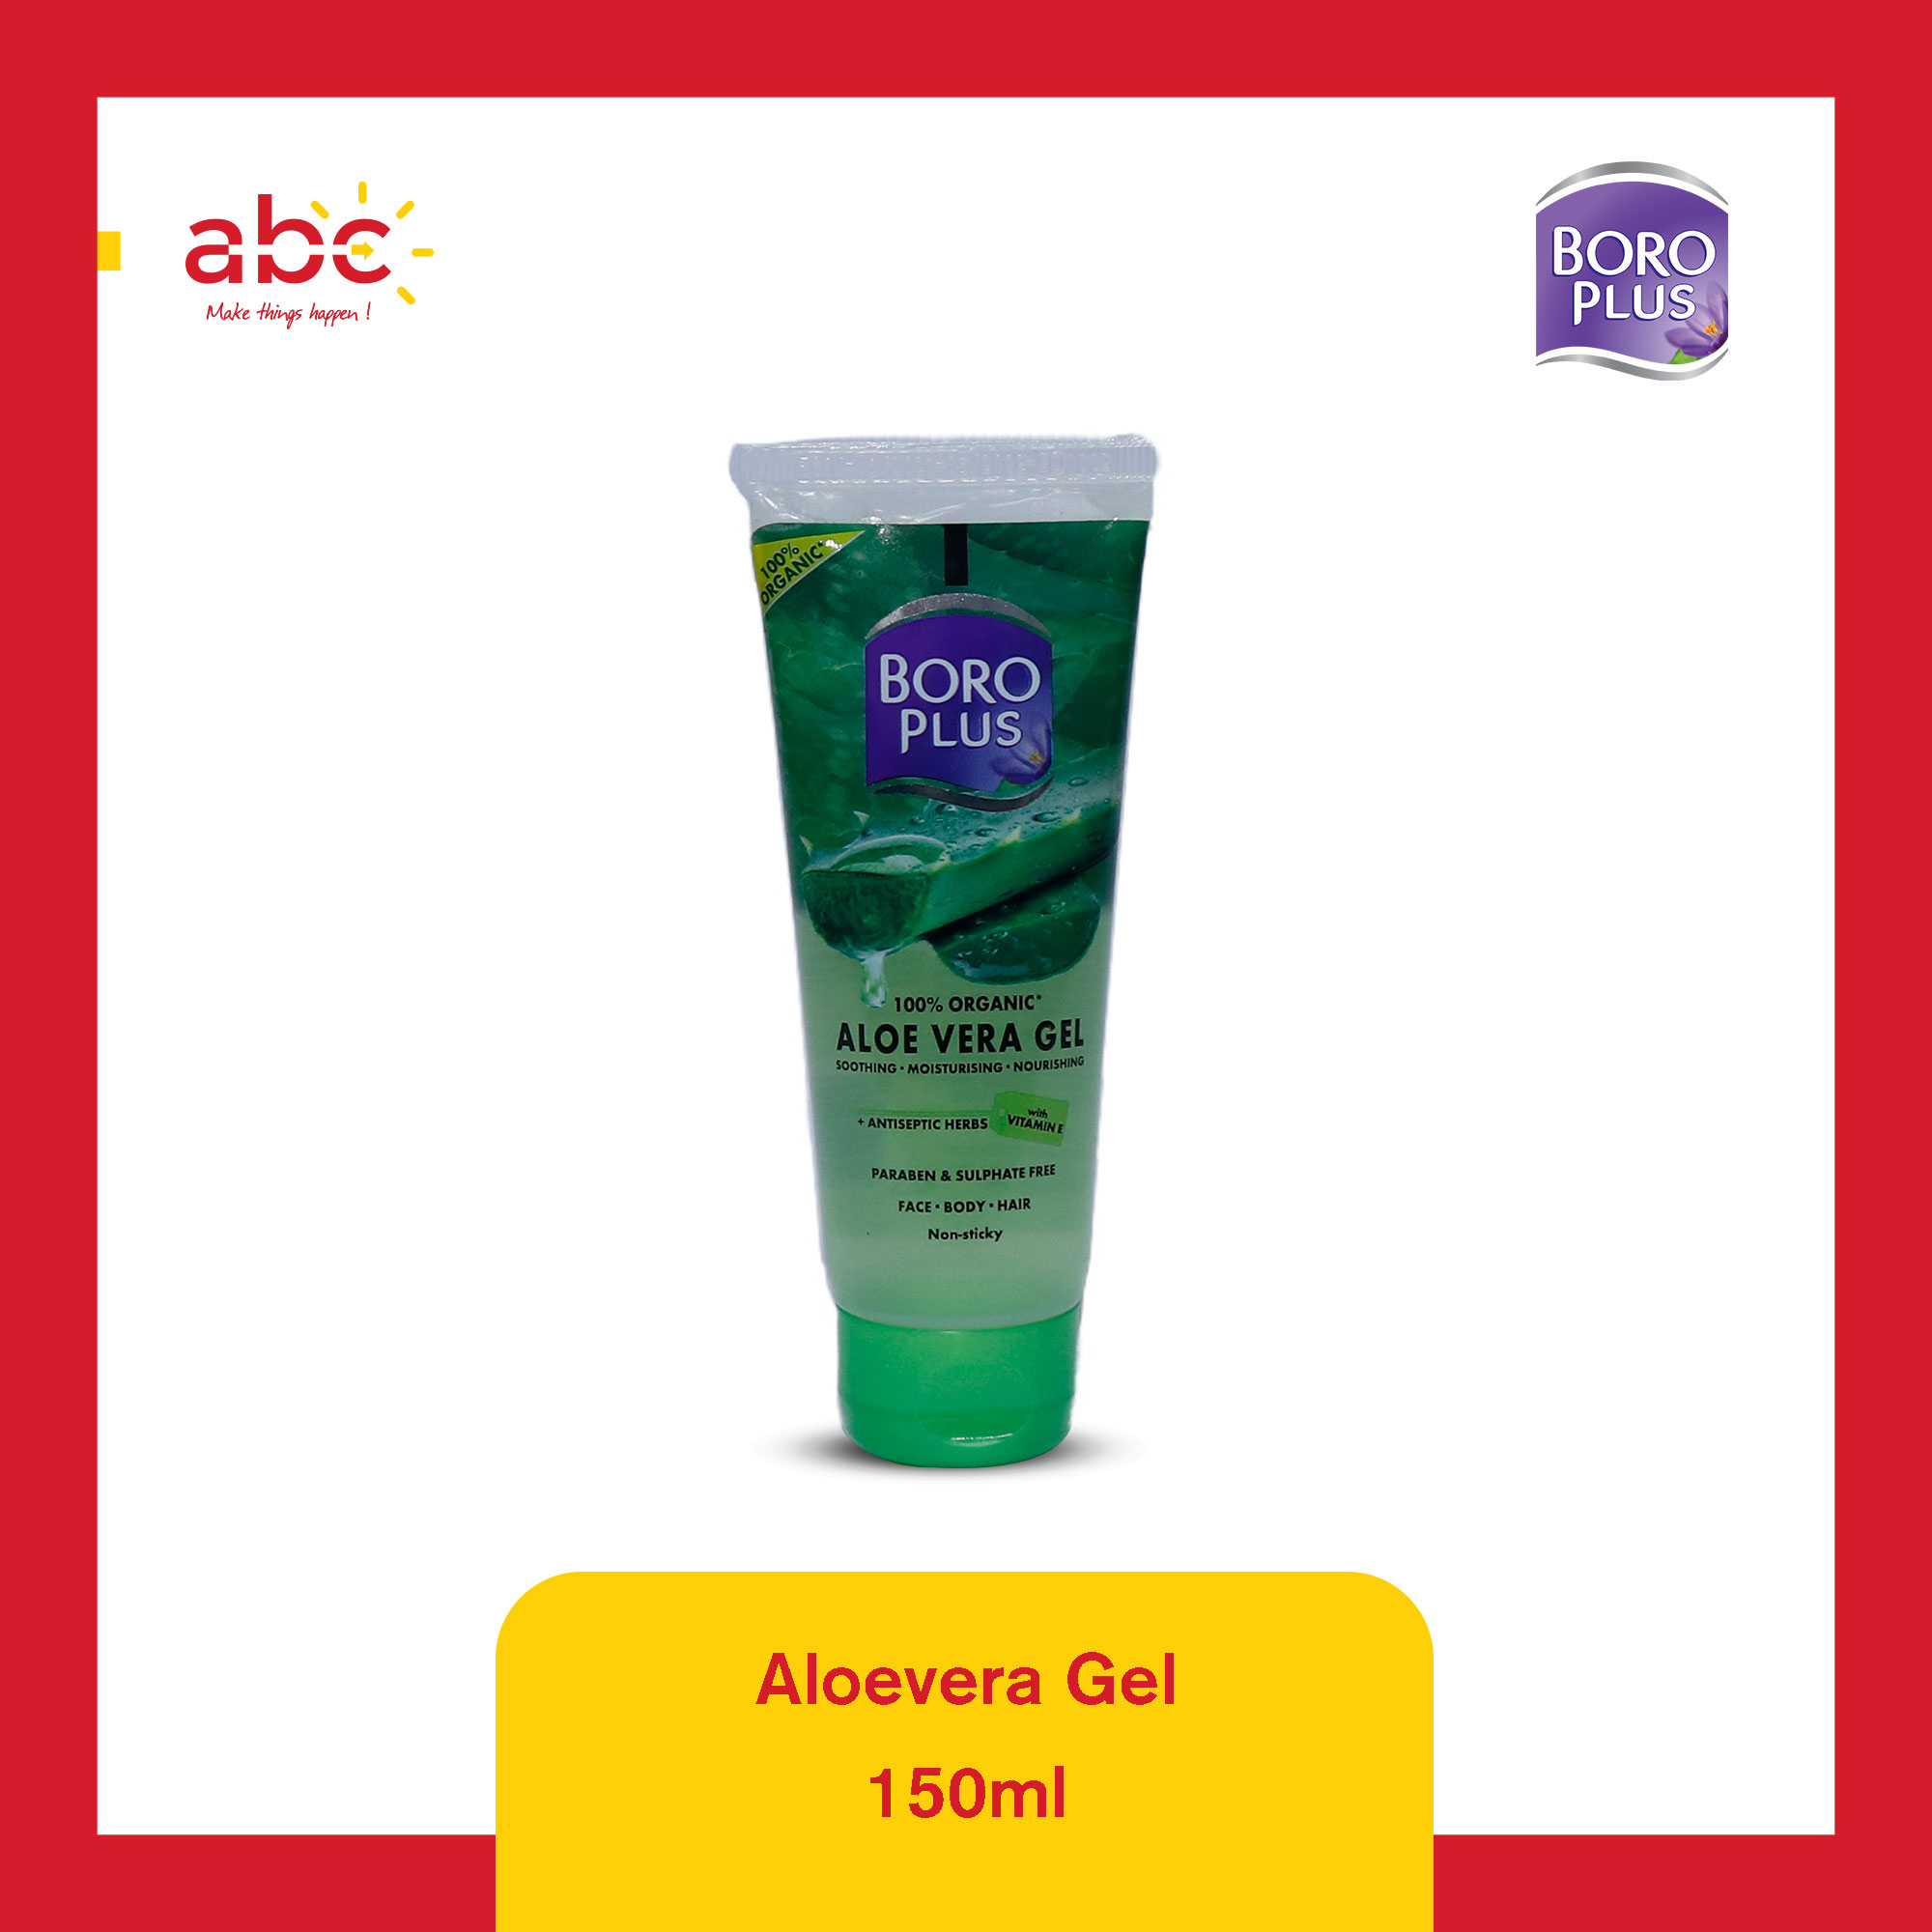 abc
Make things happen !
BORO
PLUS
100%
ORGANIC*
BORO
PLUS
100% ORGANIC*
ALOE VERA GEL
SOOTHING • MOISTURISING • NOURISHING
+ ANTISEPTIC HERBS
with
VITAMIN E
PARABEN & SULPHATE FREE
FACE • BODY • HAIR
Non-sticky
Aloevera Gel
150ml